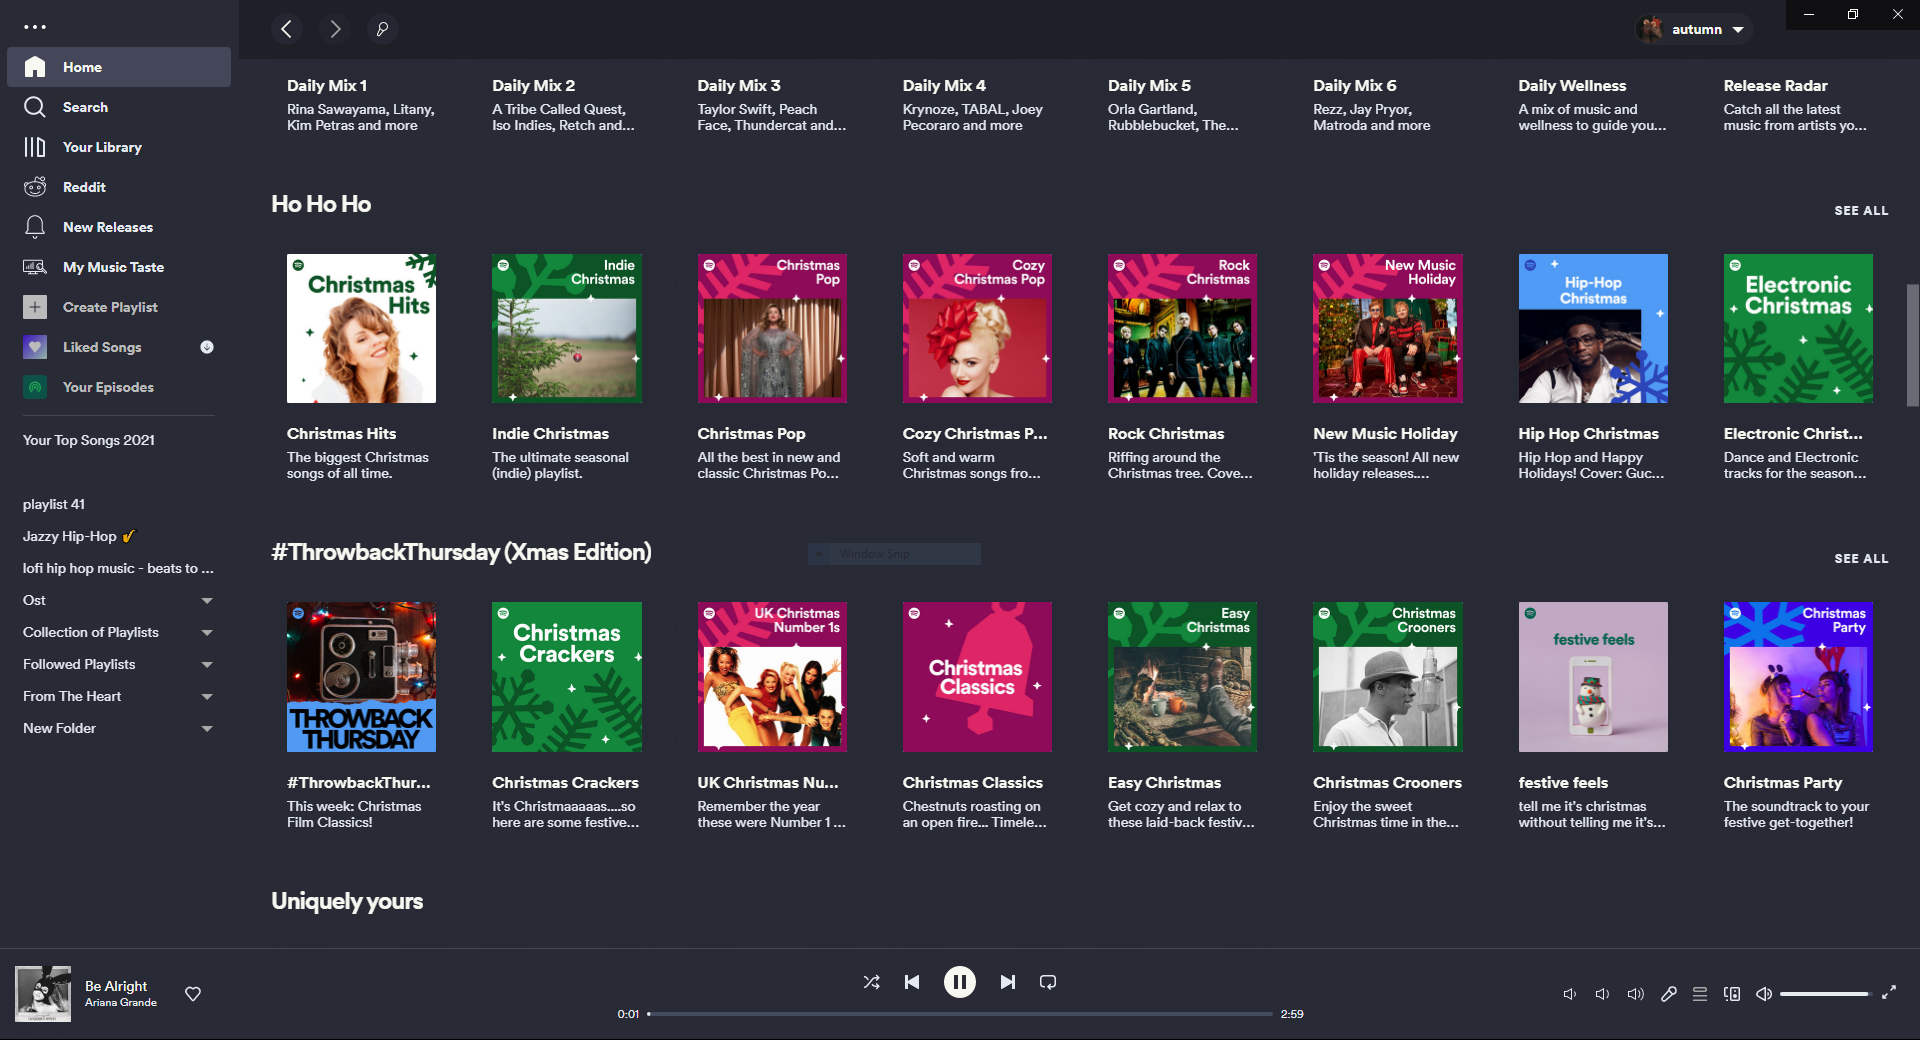 Home
Search
Your Library
Reddit
New Releases
My Music Taste
Create Playlist
Liked Songs
Your Episodes
Your Top Songs 2021
playlist 41
Jazzy Hip-Hop 🎷
lofi hip hop music - beats to ...
Ost
Collection of Playlists
Followed Playlists
From The Heart
New Folder
autumn
Daily Mix 1
Rina Sawayama, Litany,
Kim Petras and more
Daily Mix 2
A Tribe Called Quest,
Iso Indies, Retch and...
Daily Mix 3
Taylor Swift, Peach
Face, Thundercat and...
Daily Mix 4
Krynoze, TABAL, Joey
Pecoraro and more
Daily Mix 5
Orla Gartland,
Rubblebucket, The...
Daily Mix 6
Rezz, Jay Pryor,
Matroda and more
Daily Wellness
A mix of music and
wellness to guide you...
Release Radar
Catch all the latest
music from artists yo...
Ho Ho Ho
SEE ALL
Christmas
Hits
Christmas Hits
The biggest Christmas
songs of all time.
Indie
Christmas
Indie Christmas
The ultimate seasonal
(indie) playlist.
Christmas
Pop
Christmas Pop
All the best in new and
classic Christmas Po...
Cozy
Christmas Pop
Cozy Christmas P...
Soft and warm
Christmas songs fro...
Rock
Christmas
Rock Christmas
Riffing around the
Christmas tree. Cove...
New Music
Holiday
New Music Holiday
'Tis the season! All new
holiday releases....
Hip-Hop
Christmas
Hip Hop Christmas
Hip Hop and Happy
Holidays! Cover: Guc...
Electronic
Christmas
Electronic Christ...
Dance and Electronic
tracks for the season...
#ThrowbackThursday (Xmas Edition)
Window Snip
SEE ALL
THROWBACK
THURSDAY
#ThrowbackThur...
This week: Christmas
Film Classics!
Christmas
Crackers
Christmas Crackers
It's Christmaaaaas....so
here are some festive...
UK Christmas
Number 1s
UK Christmas Nu...
Remember the year
these were Number 1 ...
Christmas
Classics
Christmas Classics
Chestnuts roasting on
an open fire... Timele...
Easy
Christmas
Easy Christmas
Get cozy and relax to
these laid-back festiv...
Christmas
Crooners
Christmas Crooners
Enjoy the sweet
Christmas time in the...
festive feels
festive feels
tell me it's christmas
without telling me it's...
Christmas
Party
Christmas Party
The soundtrack to your
festive get-together!
Uniquely yours
Be Alright
Ariana Grande
0:01
2:59